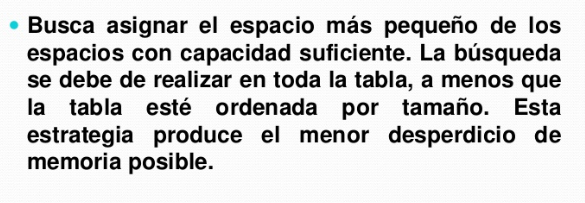 • Busca asignar el espacio más pequeño de los
espacios con capacidad suficiente. La búsqueda
se debe de realizar en toda la tabla, a menos que
la tabla esté ordenada por tamaño. Esta
estrategia produce el menor desperdicio de
memoria posible.